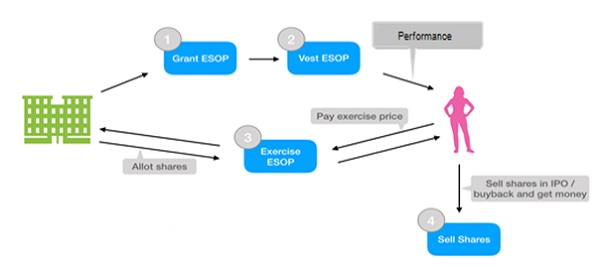 1
Grant ESOP
2
Vest ESOP
Performance
Pay exercise price
3
Exercise
ESOP
Allot shares
Sell shares in IPO /
buyback and get money
4
Sell Shares